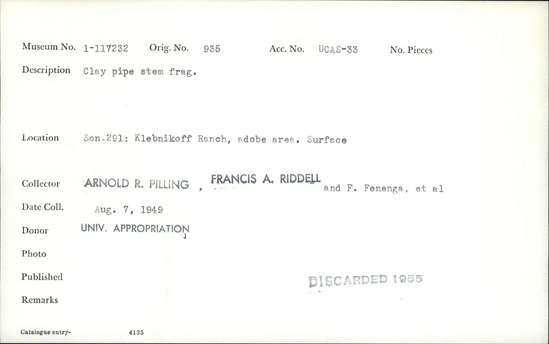 Museum No. 1-117232 Orig. No. 935 Acc. No. UCAS-33 No. Pieces
Description Clay pipe stem frag.
Location Son.291: Klebnikoff Ranch, adobe area. Surface
Collector ARNOLD R. PILLING , FRANCIS A. RIDDELL and F. Fenenga, et al
Date Coll. Aug. 7, 1949
Donor UNIV. APPROPRIATION
Photo
Published
DISCARDED 1955
Remarks
Catalogue entry- 4135